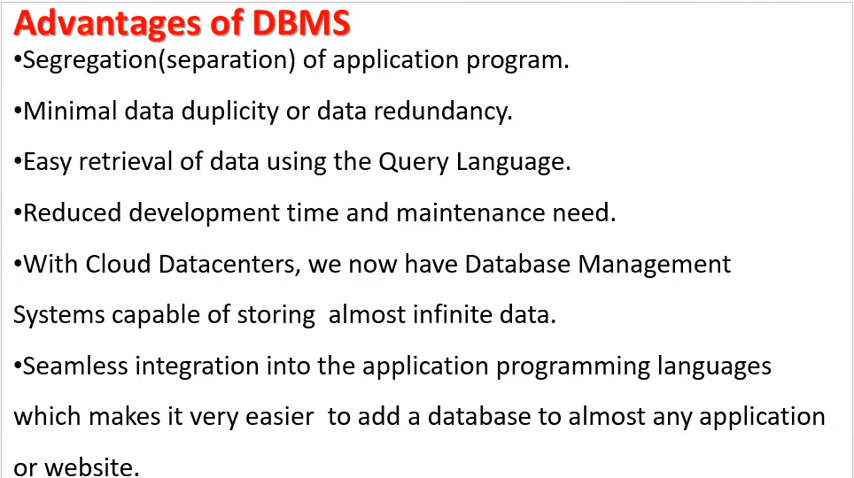 Advantages of DBMS
•Segregation(separation) of application program.
•Minimal data duplicity or data redundancy.
•Easy retrieval of data using the Query Language.
•Reduced development time and maintenance need.
•With Cloud Datacenters, we now have Database Management
Systems capable of storing  almost infinite data.
•Seamless integration into the application programming languages
which makes it very easier  to add a database to almost any application
or website.